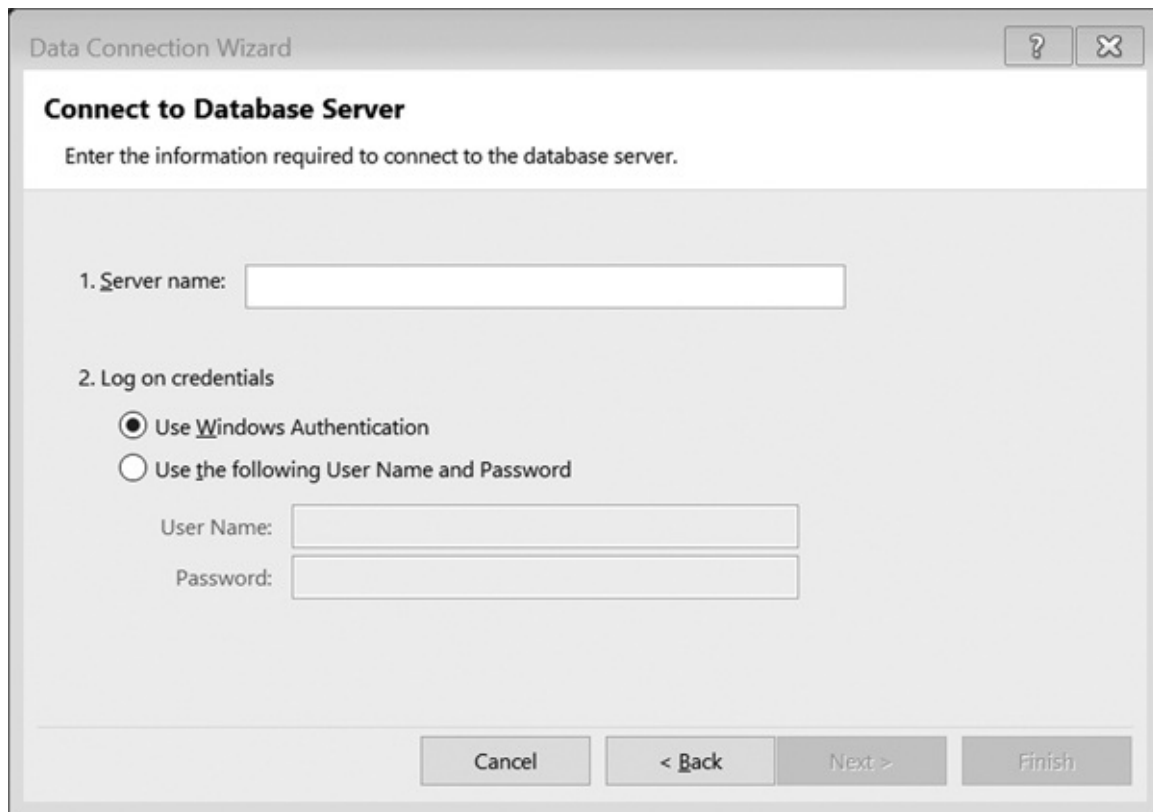 Data Connection Wizard
Connect to Database Server
Enter the information required to connect to the database server.
1. Server name:
2. Log on credentials
Use Windows Authentication
Use the following User Name and Password
User Name:
Password:
Cancel
< Back
Next >
Finish